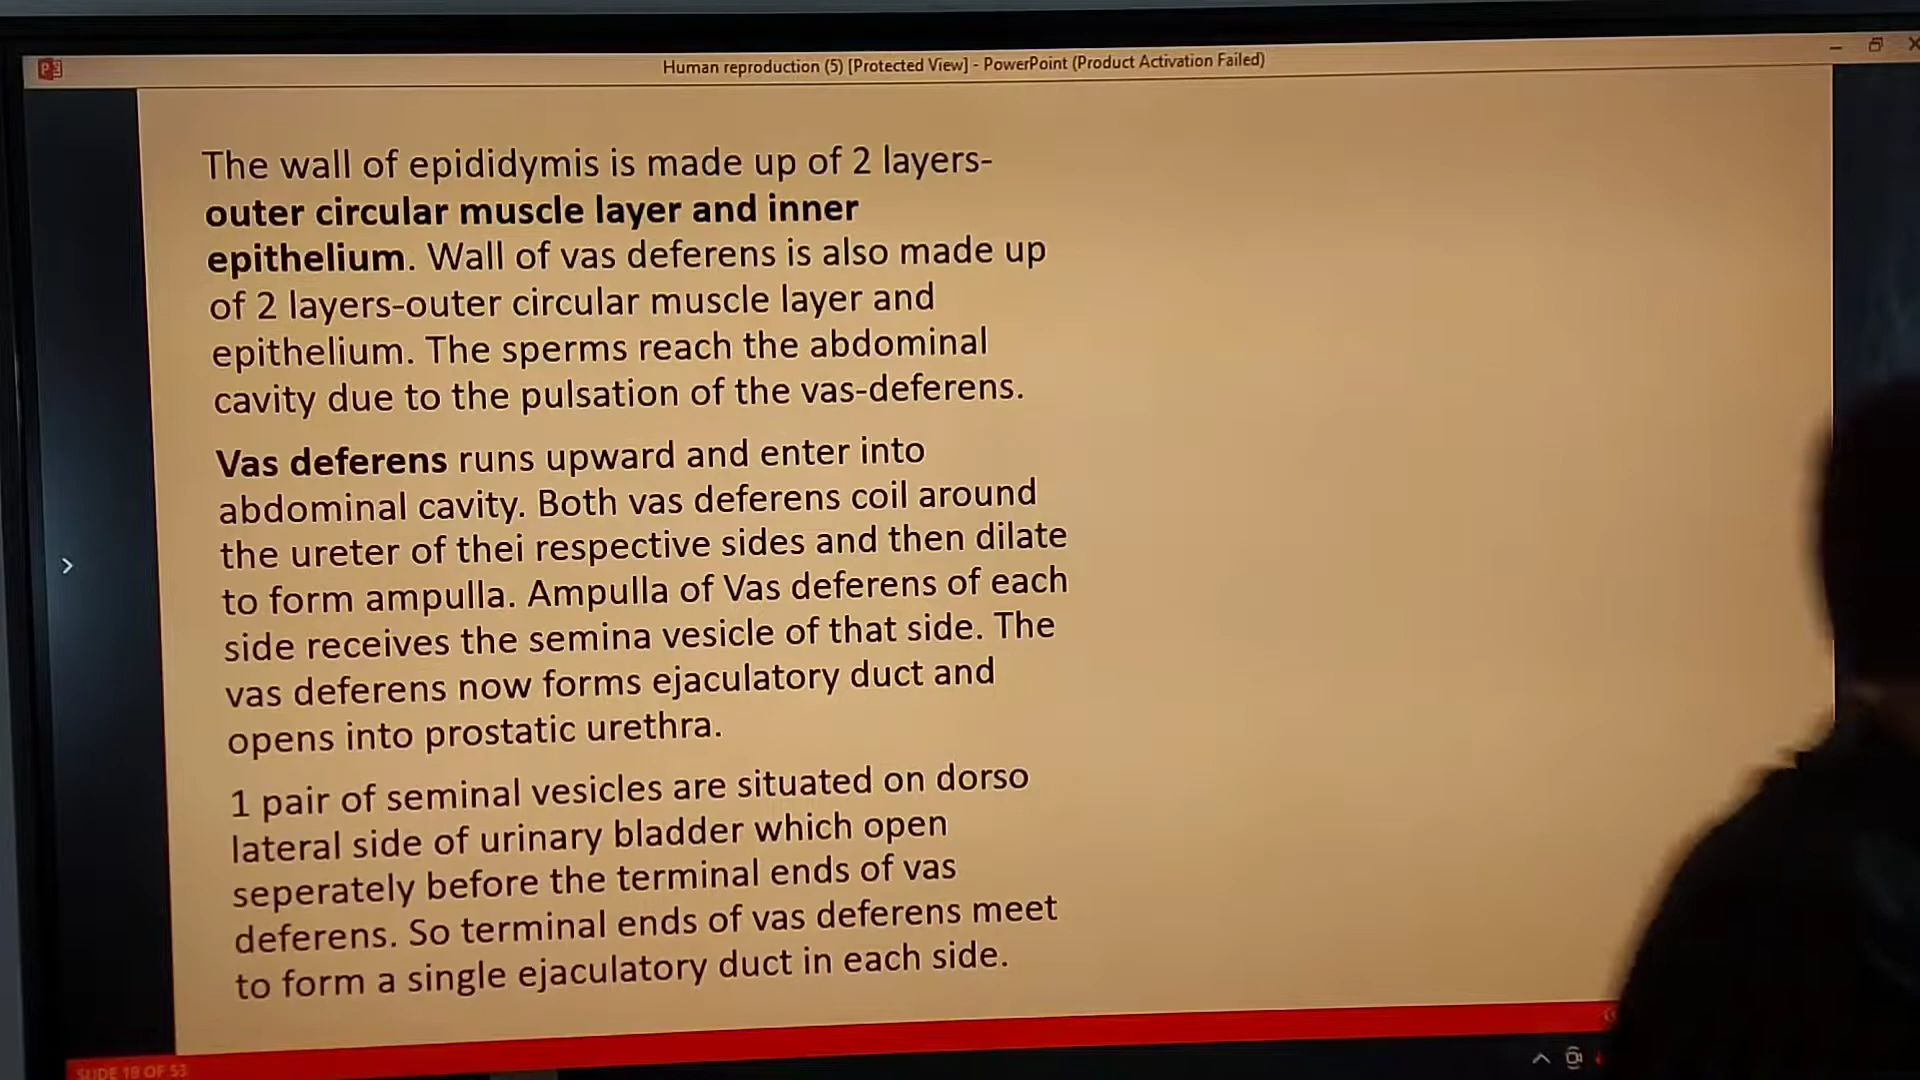 Human reproduction (5) [Protected View] - PowerPoint (Product Activation Failed)
The wall of epididymis is made up of 2 layers-
outer circular muscle layer and inner
epithelium. Wall of vas deferens is also made up
of 2 layers-outer circular muscle layer and
epithelium. The sperms reach the abdominal
cavity due to the pulsation of the vas-deferens.
Vas deferens runs upward and enter into
abdominal cavity. Both vas deferens coil around
the ureter of thei respective sides and then dilate
to form ampulla. Ampulla of Vas deferens of each
side receives the semina vesicle of that side. The
vas deferens now forms ejaculatory duct and
opens into prostatic urethra.
1 pair of seminal vesicles are situated on dorso
lateral side of urinary bladder which open
seperately before the terminal ends of vas
deferens. So terminal ends of vas deferens meet
to form a single ejaculatory duct in each side.
SLIDE 19 OF 53